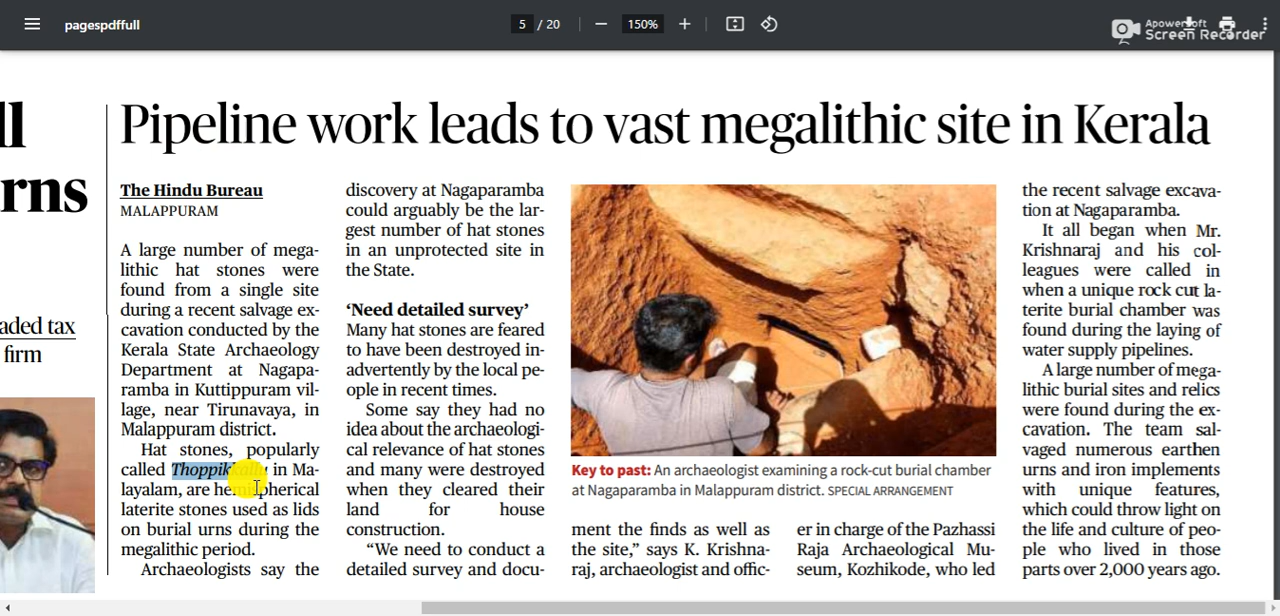 pagespdffull
5 / 20
150%
Apowersoft
Screen Recorder
ll
rns
aded tax
firm
Pipeline work leads to vast megalithic site in Kerala
The Hindu Bureau
MALAPPURAM
A large number of mega-
lithic hat stones were
found from a single site
during a recent salvage ex-
cavation conducted by the
Kerala State Archaeology
Department at Nagapa-
ramba in Kuttippuram vil-
lage, near Tirunavaya, in
Malappuram district.
Hat stones, popularly
called Thoppikkallu in Ma-
layalam, are hemispherical
laterite stones used as lids
on burial urns during the
megalithic period.
Archaeologists say the
discovery at Nagaparamba
could arguably be the lar-
gest number of hat stones
in an unprotected site in
the State.
‘Need detailed survey’
Many hat stones are feared
to have been destroyed in-
advertently by the local pe-
ople in recent times.
Some say they had no
idea about the archaeologi-
cal relevance of hat stones
and many were destroyed
when they cleared their
land for house
construction.
“We need to conduct a
detailed survey and docu-
Key to past: An archaeologist examining a rock-cut burial chamber
at Nagaparamba in Malappuram district. SPECIAL ARRANGEMENT
ment the finds as well as
the site,” says K. Krishna-
raj, archaeologist and offic-
er in charge of the Pazhassi
Raja Archaeological Mu-
seum, Kozhikode, who led
the recent salvage excava-
tion at Nagaparamba.
It all began when Mr.
Krishnaraj and his col-
leagues were called in
when a unique rock cut la-
terite burial chamber was
found during the laying of
water supply pipelines.
A large number of mega-
lithic burial sites and relics
were found during the ex-
cavation. The team sal-
vaged numerous earthen
urns and iron implements
with unique features,
which could throw light on
the life and culture of peo-
ple who lived in those
parts over 2,000 years ago.